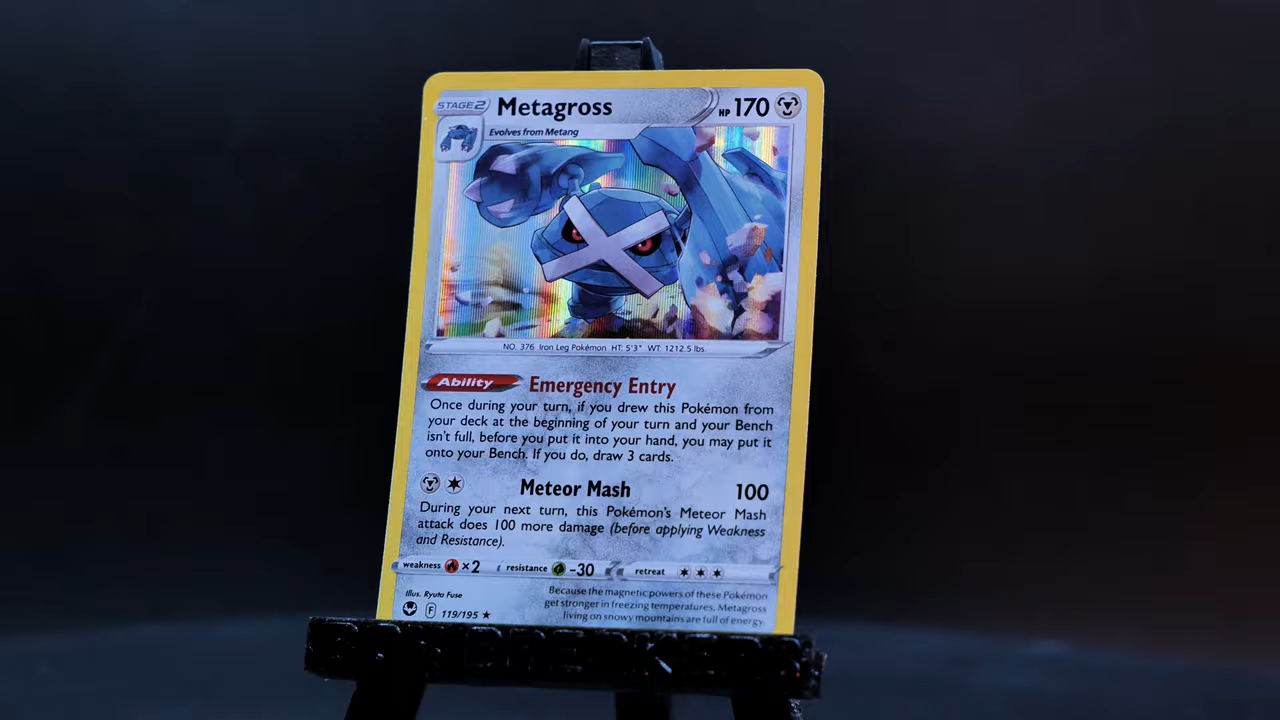 STAGE 2 Metagross HP 170
Evolves from Metang
NO. 376 Iron Leg Pokémon HT: 5'3" WT: 1212.5 lbs.
Ability Emergency Entry
Once during your turn, if you drew this Pokémon from
your deck at the beginning of your turn and your Bench
isn't full, before you put it into your hand, you may put it
onto your Bench. If you do, draw 3 cards.
Meteor Mash 100
During your next turn, this Pokémon's Meteor Mash
attack does 100 more damage (before applying Weakness
and Resistance).
weakness ×2 resistance -30 retreat
Illus. Ryuta Fuse
F 119/195 ★
Because the magnetic powers of these Pokémon
get stronger in freezing temperatures, Metagross
living on snowy mountains are full of energy.